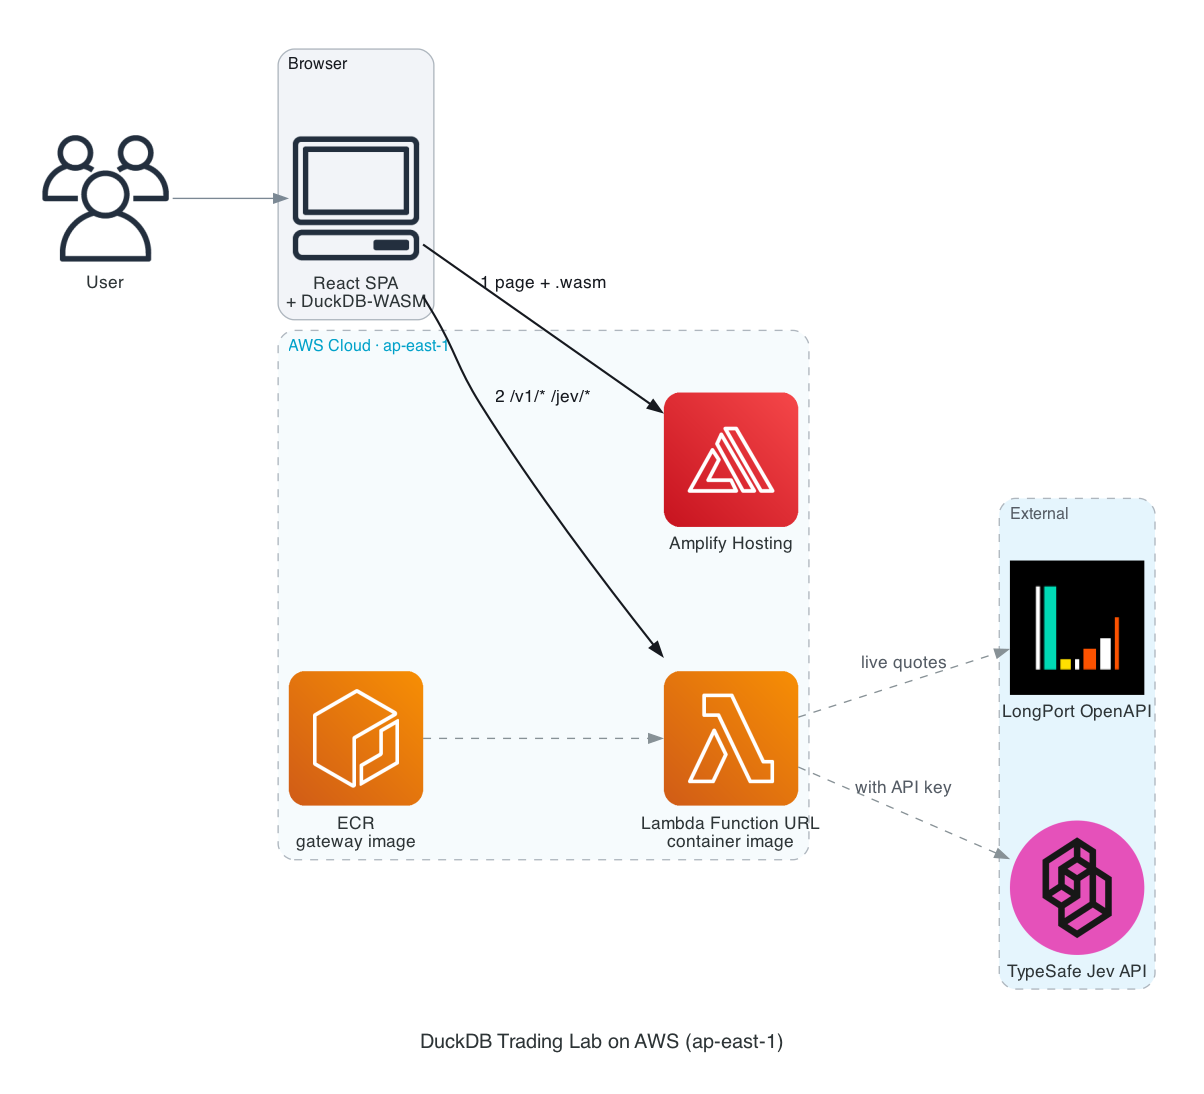 Browser
User
React SPA
+ DuckDB-WASM
1 page + .wasm
AWS Cloud · ap-east-1
2 /v1/* /jev/*
Amplify Hosting
External
live quotes
LongPort OpenAPI
with API key
ECR
gateway image
Lambda Function URL
container image
TypeSafe Jev API
DuckDB Trading Lab on AWS (ap-east-1)